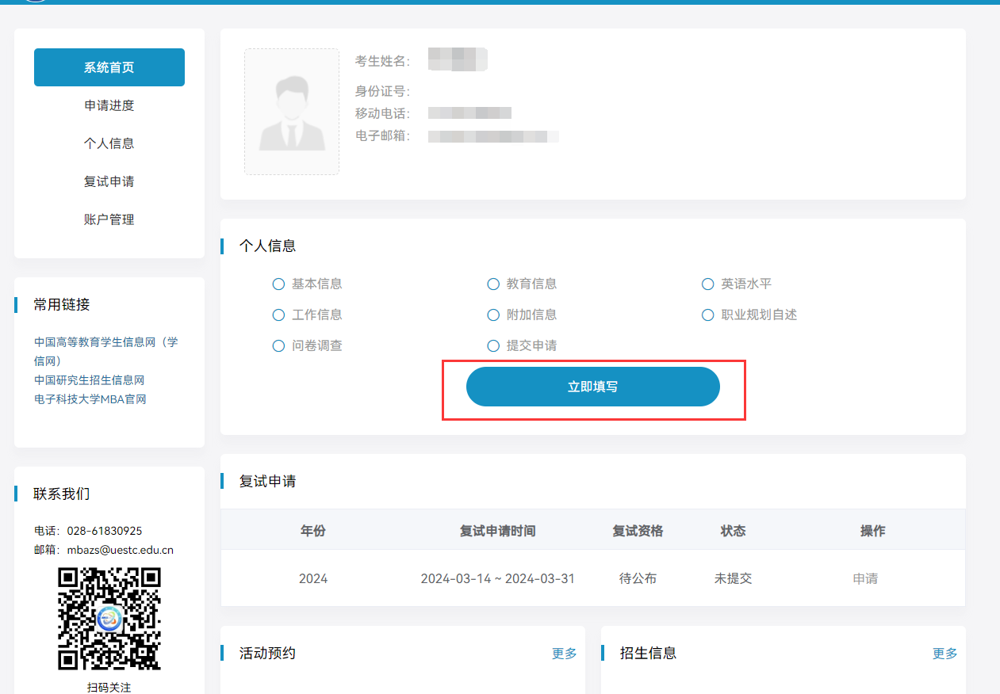 系统首页
申请进度
个人信息
复试申请
账户管理
常用链接
中国高等教育学生信息网（学
信网）
中国研究生招生信息网
电子科技大学MBA官网
联系我们
电话：028-61830925
邮箱：mbazs@uestc.edu.cn
扫码关注
考生姓名：
身份证号：
移动电话：
电子邮箱：
个人信息
基本信息 教育信息 英语水平
工作信息 附加信息 职业规划自述
问卷调查 提交申请
立即填写
复试申请
年份 复试申请时间 复试资格 状态 操作
2024 2024-03-14 ~ 2024-03-31 待公布 未提交 申请
活动预约 更多
招生信息 更多